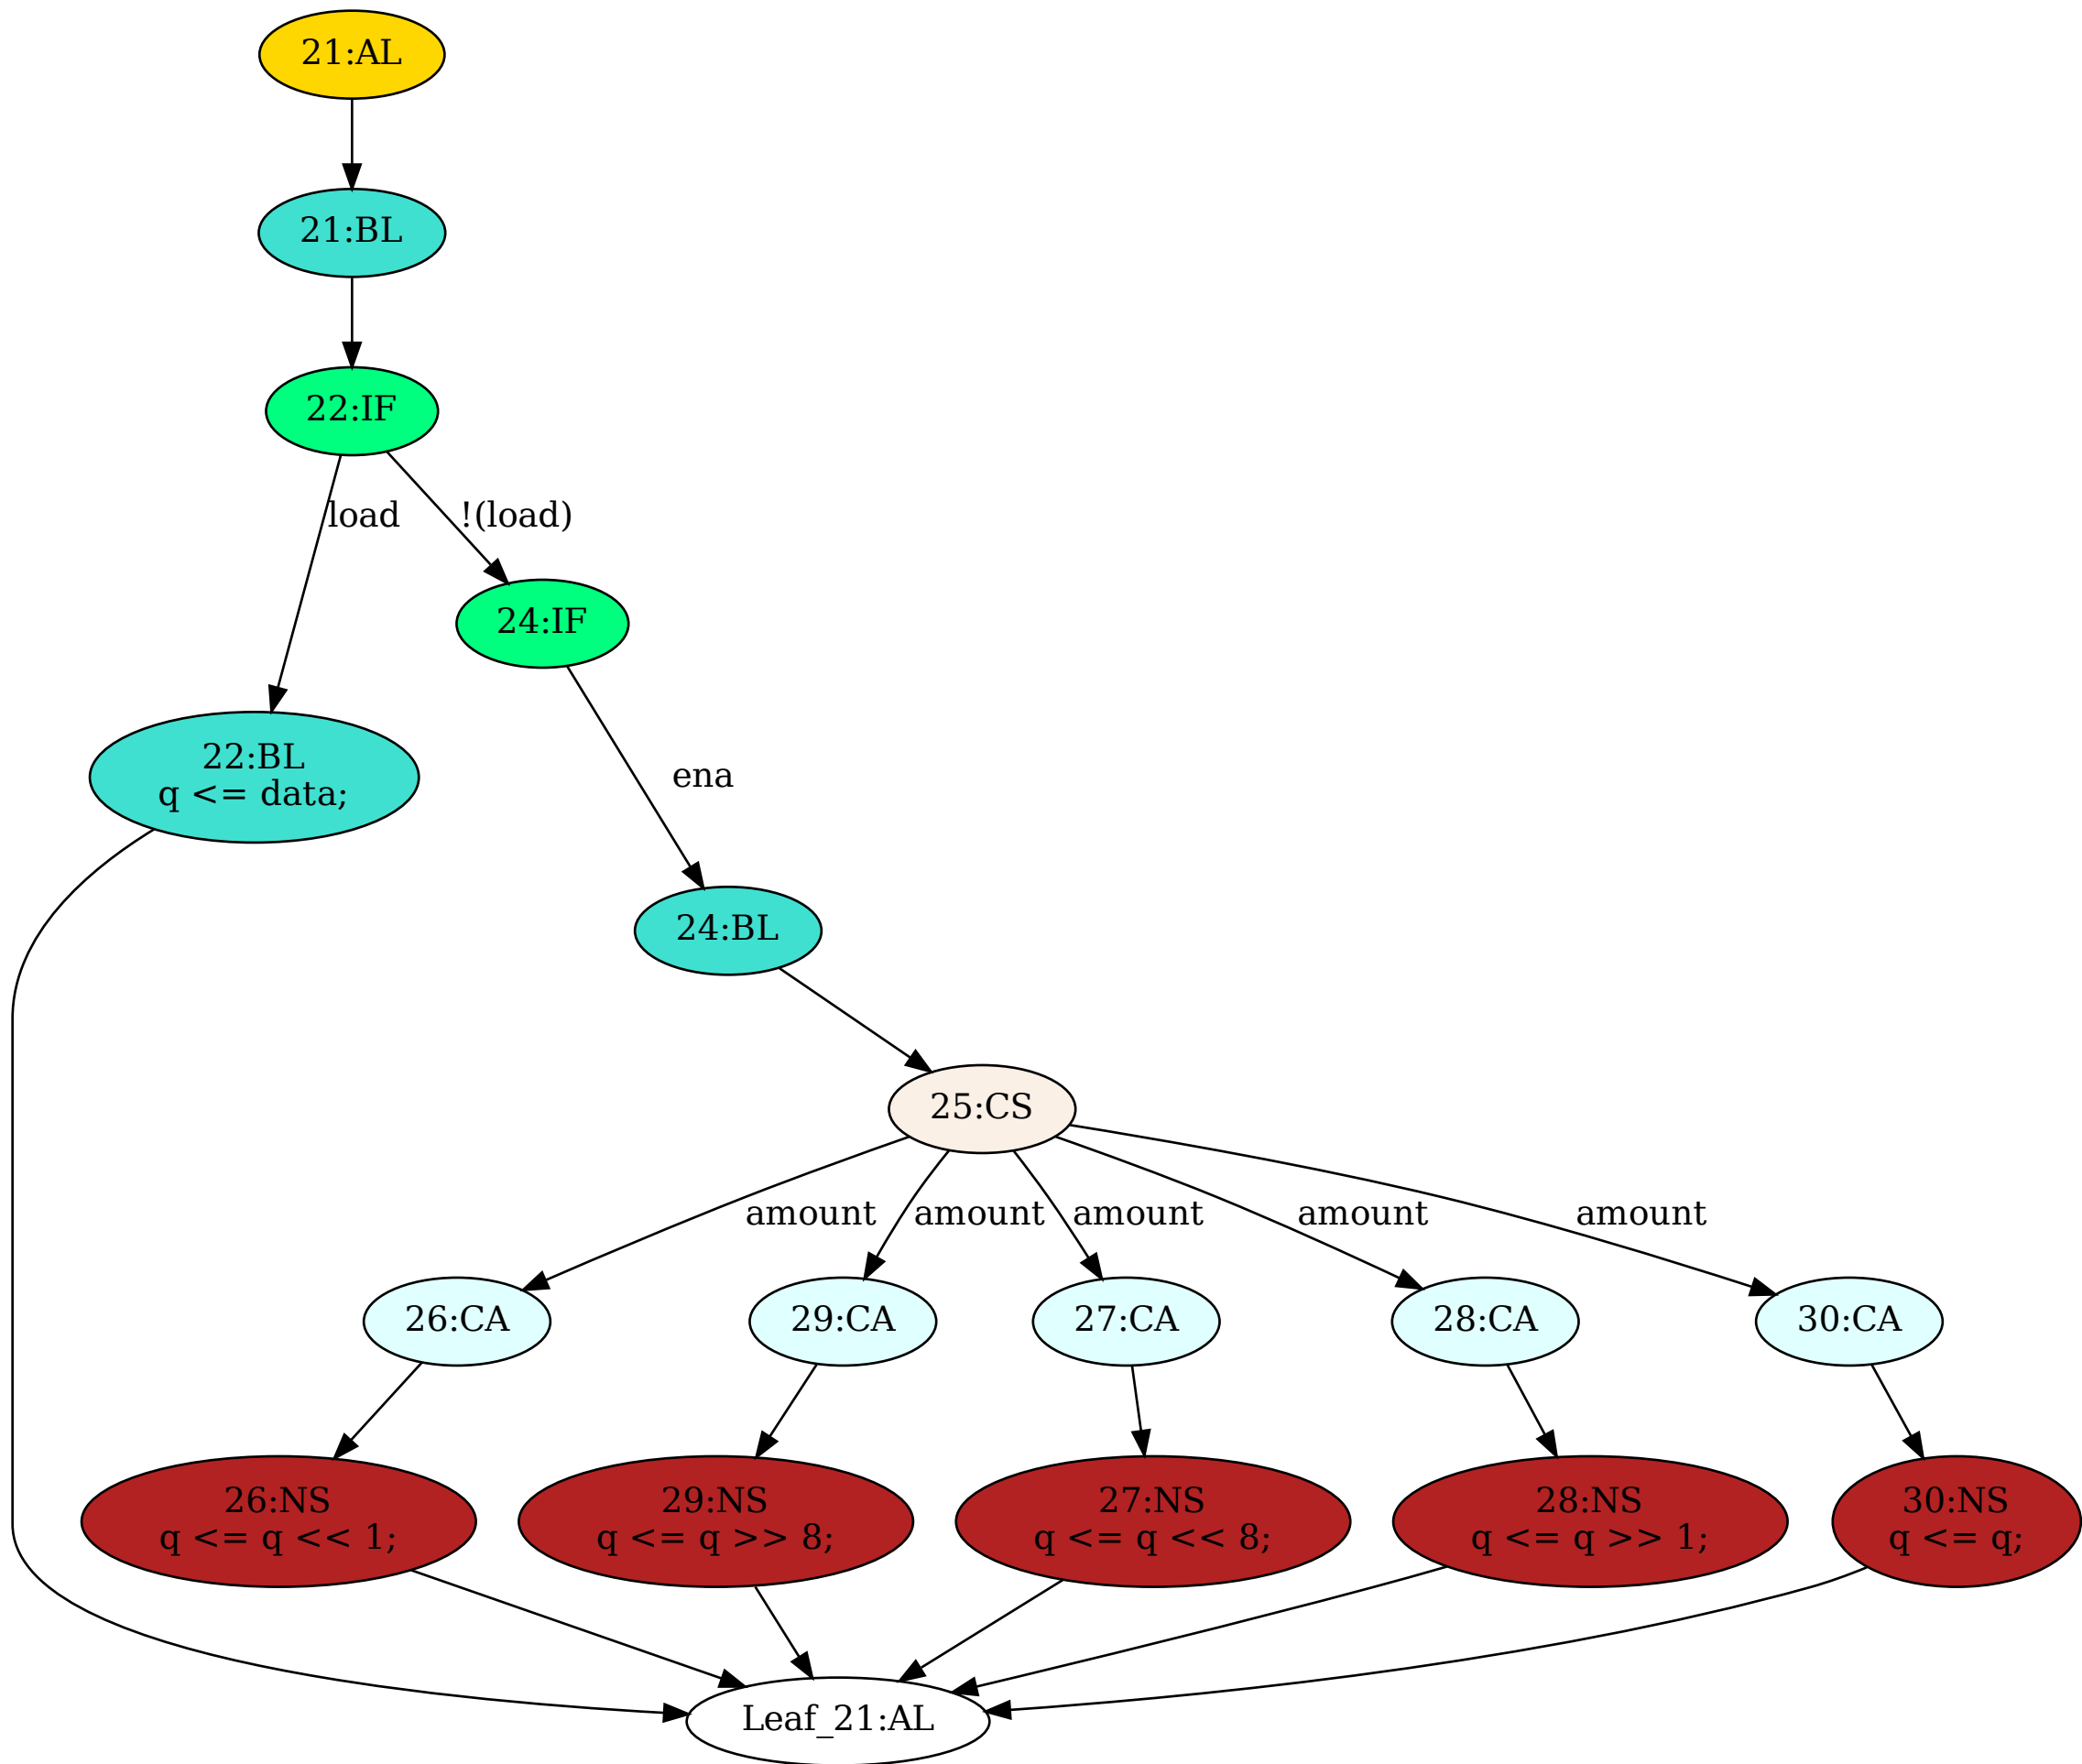 21:AL
21:BL
22:IF
load
!(load)
24:IF
22:BL
q <= data;
ena
24:BL
25:CS
amount
amount
amount
amount
amount
26:CA
29:CA
27:CA
28:CA
30:CA
26:NS
q <= q << 1;
29:NS
q <= q >> 8;
27:NS
q <= q << 8;
28:NS
q <= q >> 1;
30:NS
q <= q;
Leaf_21:AL